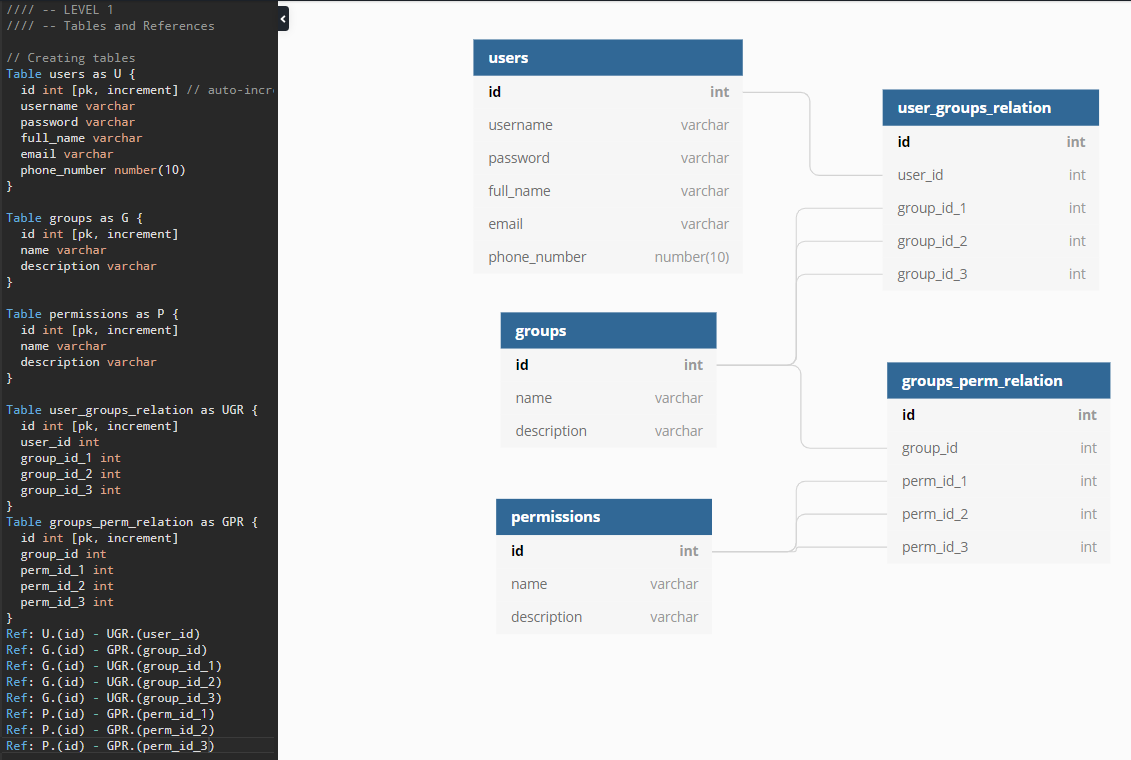 //// -- LEVEL 1
//// -- Tables and References
// Creating tables
Table users as U {
id int [pk, increment] // auto-incr
username varchar
password varchar
full_name varchar
email varchar
phone_number number(10)
}
Table groups as G {
id int [pk, increment]
name varchar
description varchar
}
Table permissions as P {
id int [pk, increment]
name varchar
description varchar
}
Table user_groups_relation as UGR {
id int [pk, increment]
user_id int
group_id_1 int
group_id_2 int
group_id_3 int
}
Table groups_perm_relation as GPR {
id int [pk, increment]
group_id int
perm_id_1 int
perm_id_2 int
perm_id_3 int
}
Ref: U.(id) - UGR.(user_id)
Ref: G.(id) - GPR.(group_id)
Ref: G.(id) - UGR.(group_id_1)
Ref: G.(id) - UGR.(group_id_2)
Ref: G.(id) - UGR.(group_id_3)
Ref: P.(id) - GPR.(perm_id_1)
Ref: P.(id) - GPR.(perm_id_2)
Ref: P.(id) - GPR.(perm_id_3)
users
id int
username varchar
password varchar
full_name varchar
email varchar
phone_number number(10)
user_groups_relation
id int
user_id int
group_id_1 int
group_id_2 int
group_id_3 int
groups
id int
name varchar
description varchar
groups_perm_relation
id int
group_id int
perm_id_1 int
perm_id_2 int
perm_id_3 int
permissions
id int
name varchar
description varchar